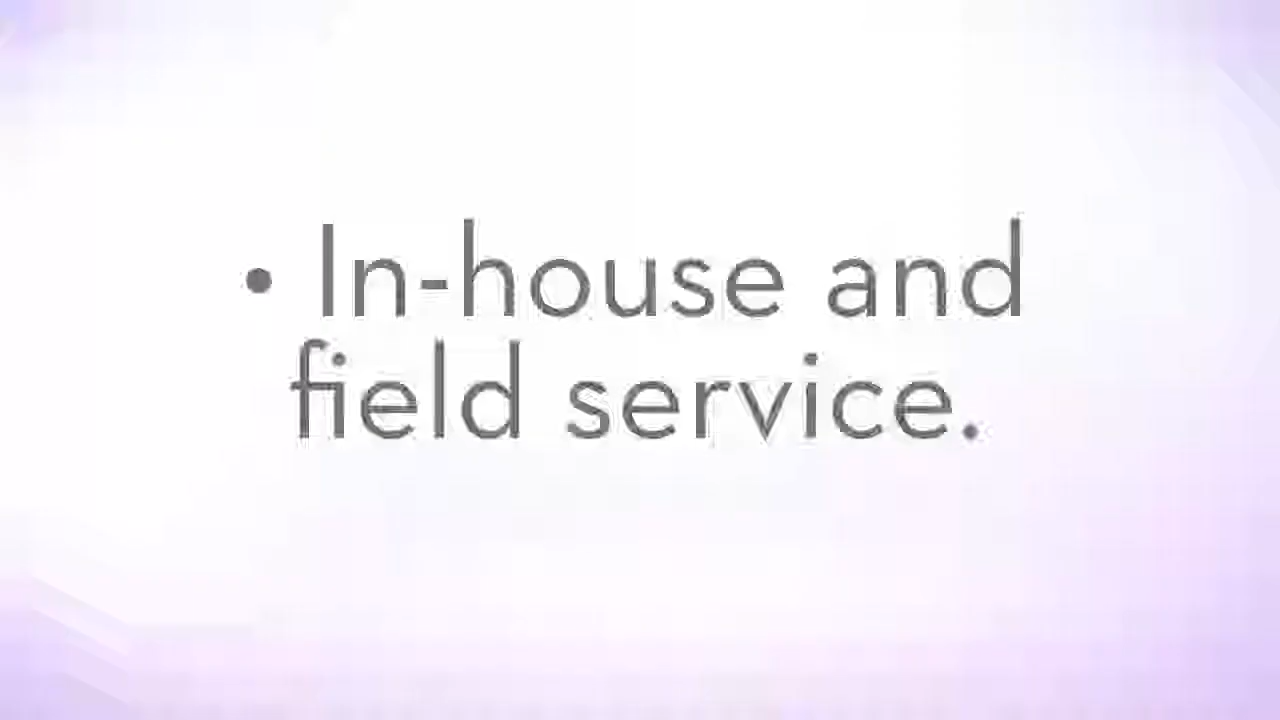 • In-house and
field service.